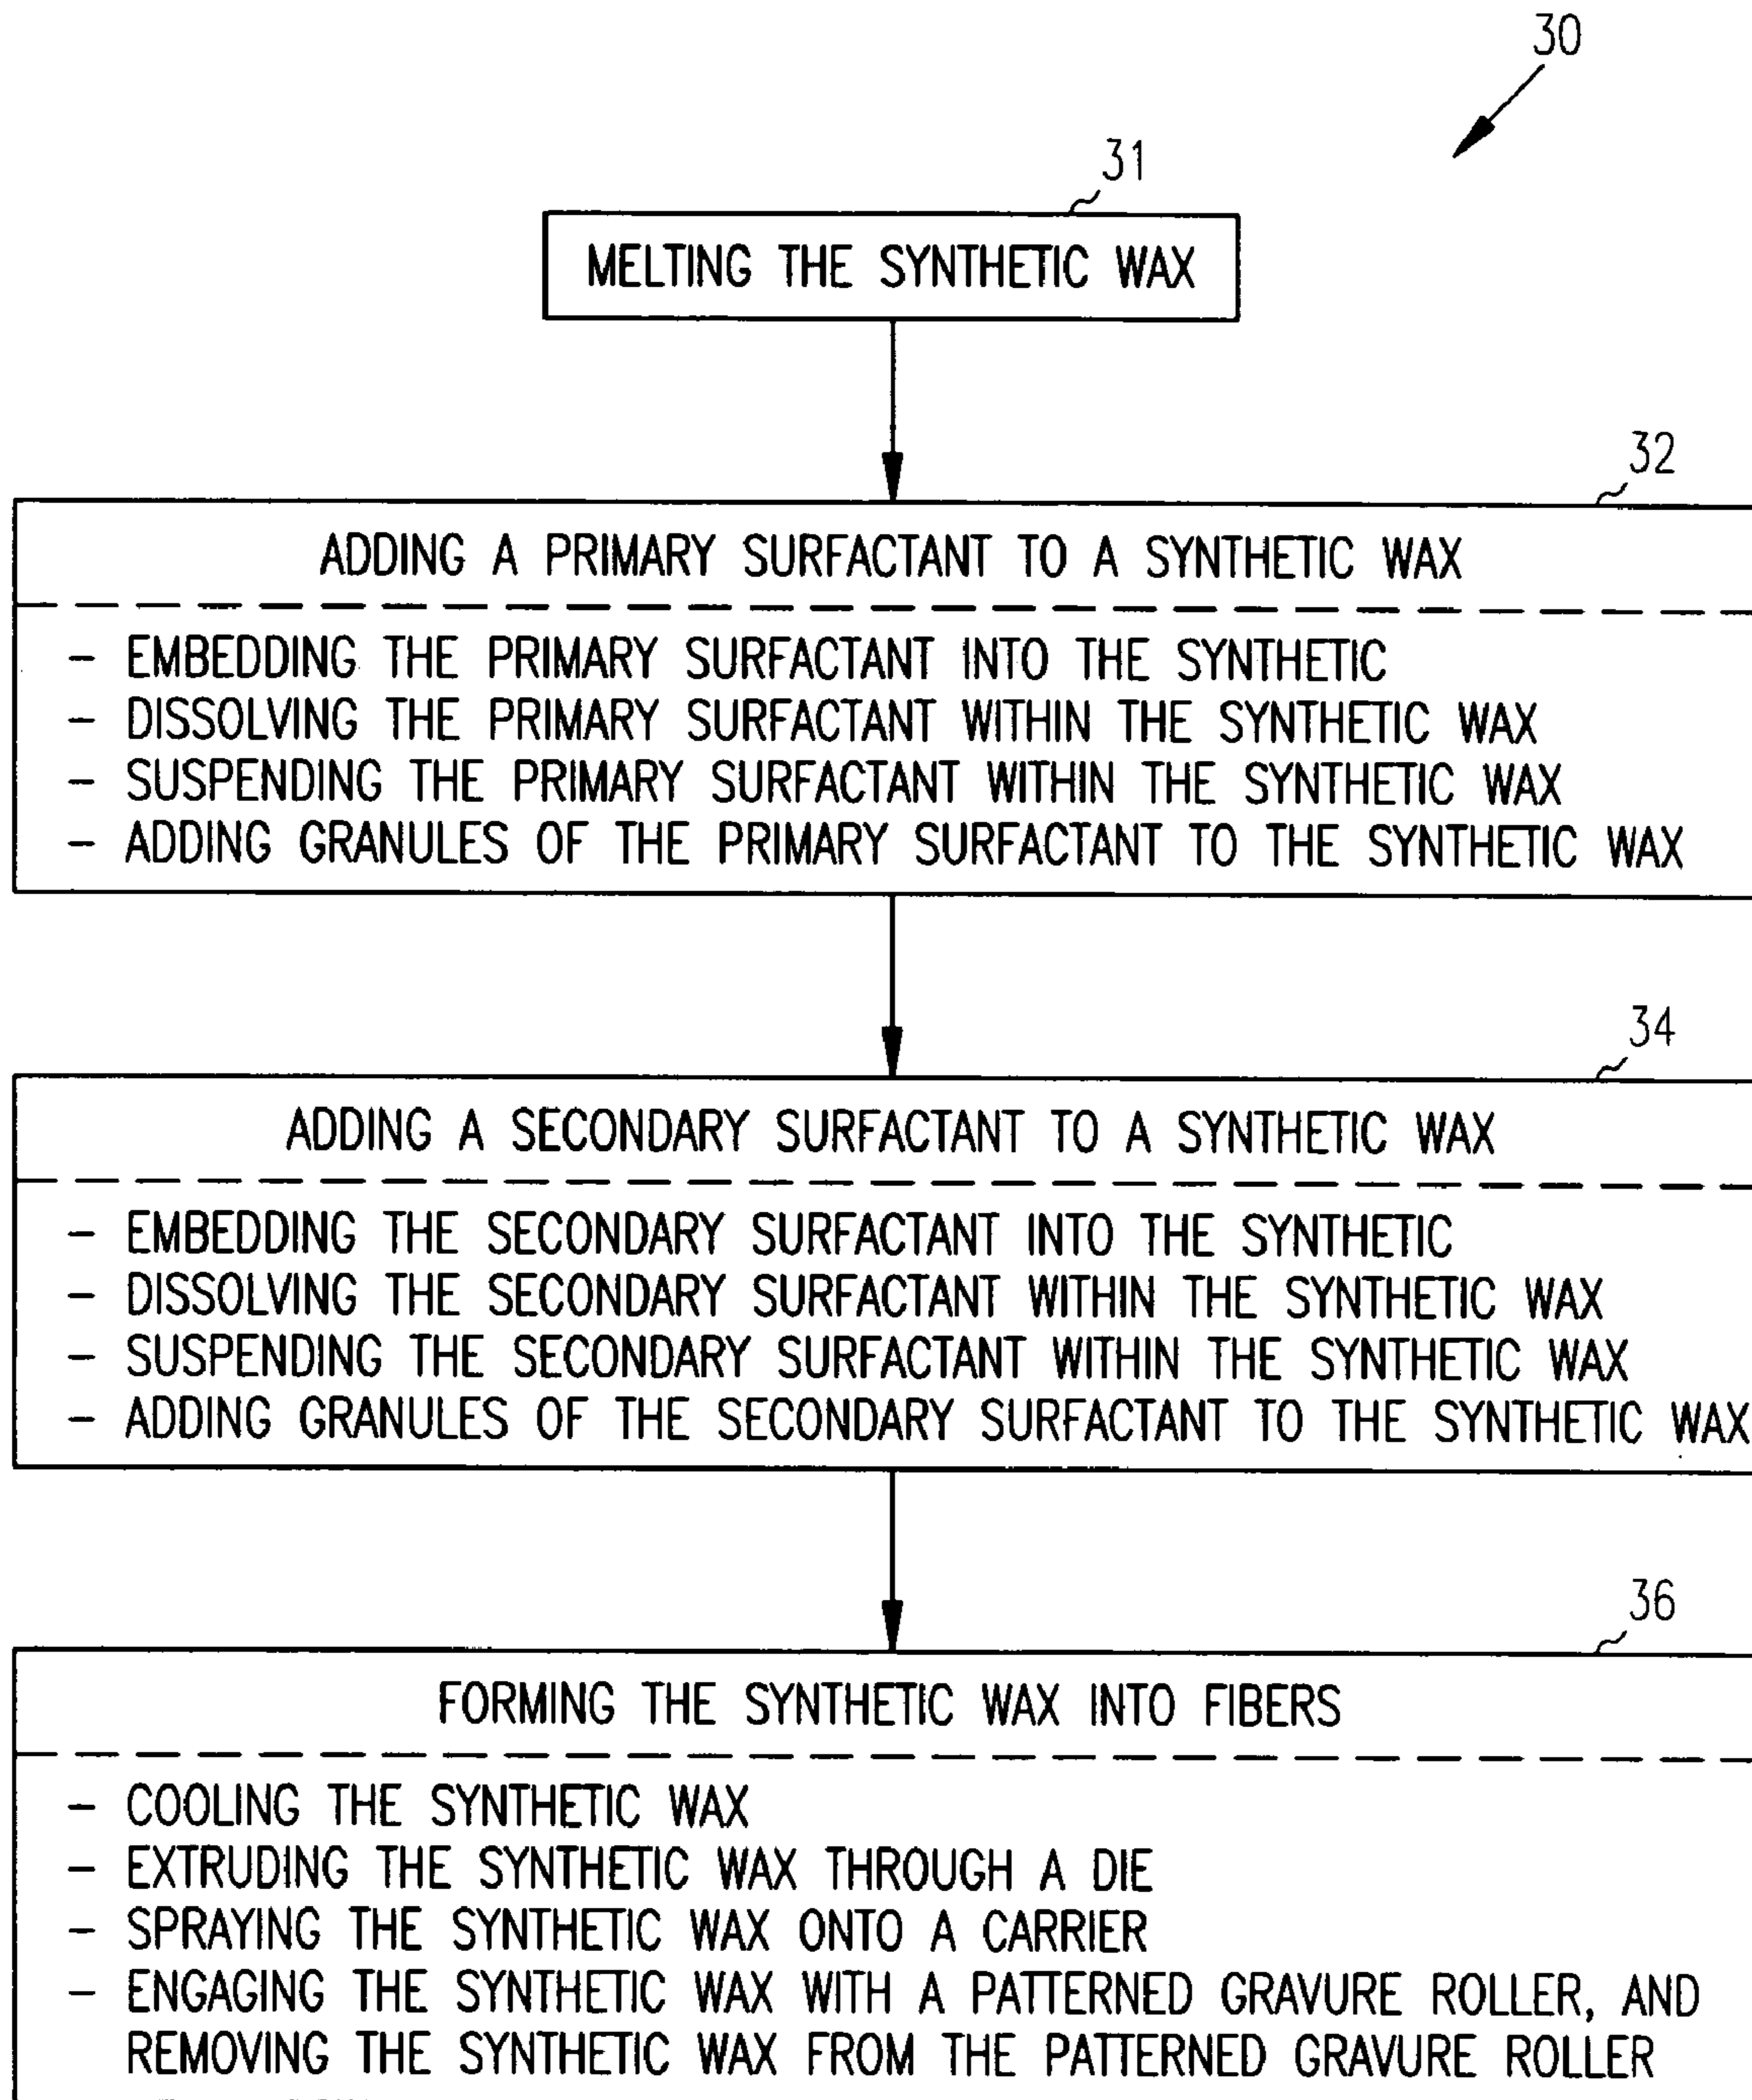 30
31
MELTING THE SYNTHETIC WAX
32
ADDING A PRIMARY SURFACTANT TO A SYNTHETIC WAX
- EMBEDDING THE PRIMARY SURFACTANT INTO THE SYNTHETIC
- DISSOLVING THE PRIMARY SURFACTANT WITHIN THE SYNTHETIC WAX
- SUSPENDING THE PRIMARY SURFACTANT WITHIN THE SYNTHETIC WAX
- ADDING GRANULES OF THE PRIMARY SURFACTANT TO THE SYNTHETIC WAX
34
ADDING A SECONDARY SURFACTANT TO A SYNTHETIC WAX
- EMBEDDING THE SECONDARY SURFACTANT INTO THE SYNTHETIC
- DISSOLVING THE SECONDARY SURFACTANT WITHIN THE SYNTHETIC WAX
- SUSPENDING THE SECONDARY SURFACTANT WITHIN THE SYNTHETIC WAX
- ADDING GRANULES OF THE SECONDARY SURFACTANT TO THE SYNTHETIC WAX
36
FORMING THE SYNTHETIC WAX INTO FIBERS
- COOLING THE SYNTHETIC WAX
- EXTRUDING THE SYNTHETIC WAX THROUGH A DIE
- SPRAYING THE SYNTHETIC WAX ONTO A CARRIER
- ENGAGING THE SYNTHETIC WAX WITH A PATTERNED GRAVURE ROLLER, AND
REMOVING THE SYNTHETIC WAX FROM THE PATTERNED GRAVURE ROLLER